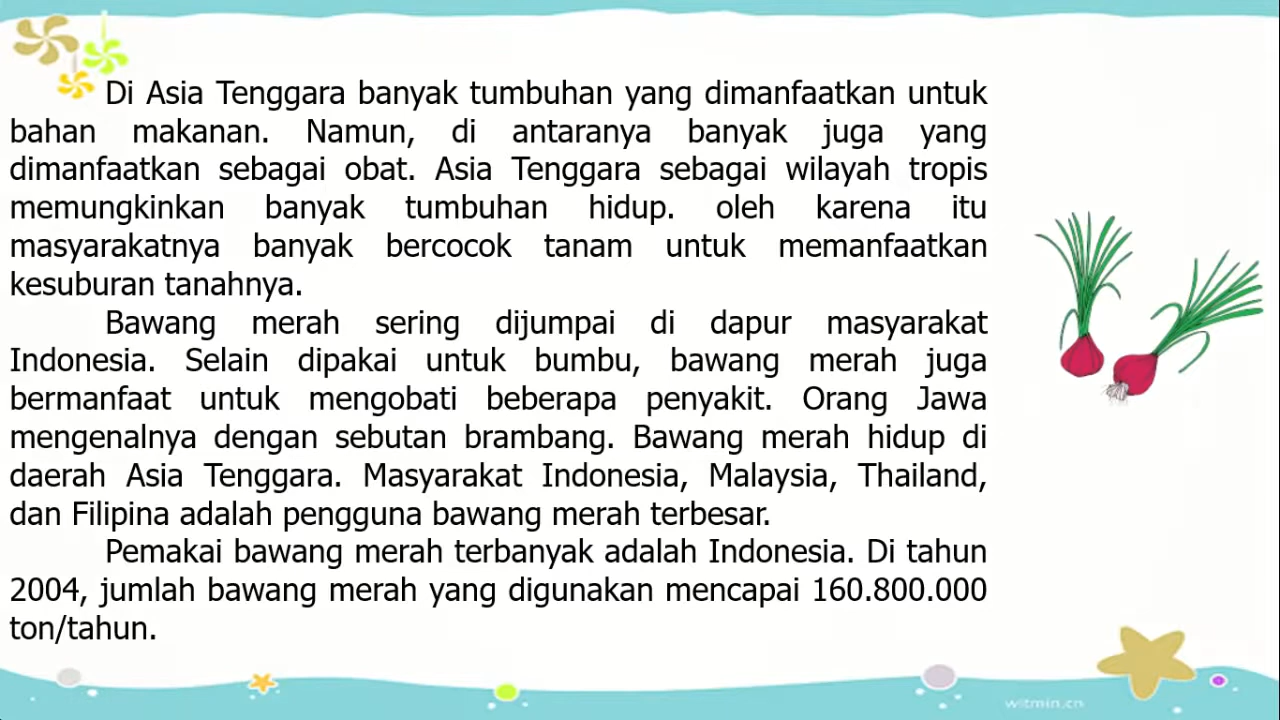 Di Asia Tenggara banyak tumbuhan yang dimanfaatkan untuk
bahan makanan. Namun, di antaranya banyak juga yang
dimanfaatkan sebagai obat. Asia Tenggara sebagai wilayah tropis
memungkinkan banyak tumbuhan hidup. oleh karena itu
masyarakatnya banyak bercocok tanam untuk memanfaatkan
kesuburan tanahnya.
Bawang merah sering dijumpai di dapur masyarakat
Indonesia. Selain dipakai untuk bumbu, bawang merah juga
bermanfaat untuk mengobati beberapa penyakit. Orang Jawa
mengenalnya dengan sebutan brambang. Bawang merah hidup di
daerah Asia Tenggara. Masyarakat Indonesia, Malaysia, Thailand,
dan Filipina adalah pengguna bawang merah terbesar.
Pemakai bawang merah terbanyak adalah Indonesia. Di tahun
2004, jumlah bawang merah yang digunakan mencapai 160.800.000
ton/tahun.
witmin.cn